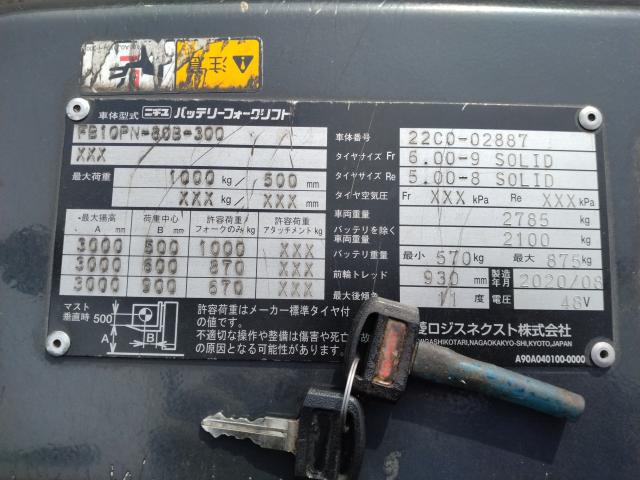 注意
車体型式 ニチユ バッテリーフォークリフト
FB10PN-80B-300
XXX
最大荷重 1000 kg/ 500 mm
XXX kg/ XXX mm
最大揚高 A mm 荷重中心 B mm 許容荷重 フォークのみ kg 許容荷重 アタッチメント kg
3000 500 1000 XXX
3000 600 870 XXX
3000 900 670 XXX
マスト垂直時 500 A B
許容荷重はメーカー標準タイヤ付
の値です。
不適切な操作や整備は傷害や死亡
の原因となる可能性があります。
車体番号 22CD-02887
タイヤサイズ Fr 6.00-9 SOLID
タイヤサイズ Re 5.00-8 SOLID
タイヤ空気圧 Fr XXX kPa Re XXX kPa
車両重量 2785 kg
バッテリを除く車両重量 2100 kg
バッテリ重量 最小 570 kg 最大 875 kg
前輪トレッド 930 mm 製造年月 2020/08
最大後傾角 11 度 電圧 48 V
菱ロジスネクスト株式会社
HIGASHIKOTARI,NAGAOKAKYO-SHI,KYOTO,JAPAN
A90A040100-0000